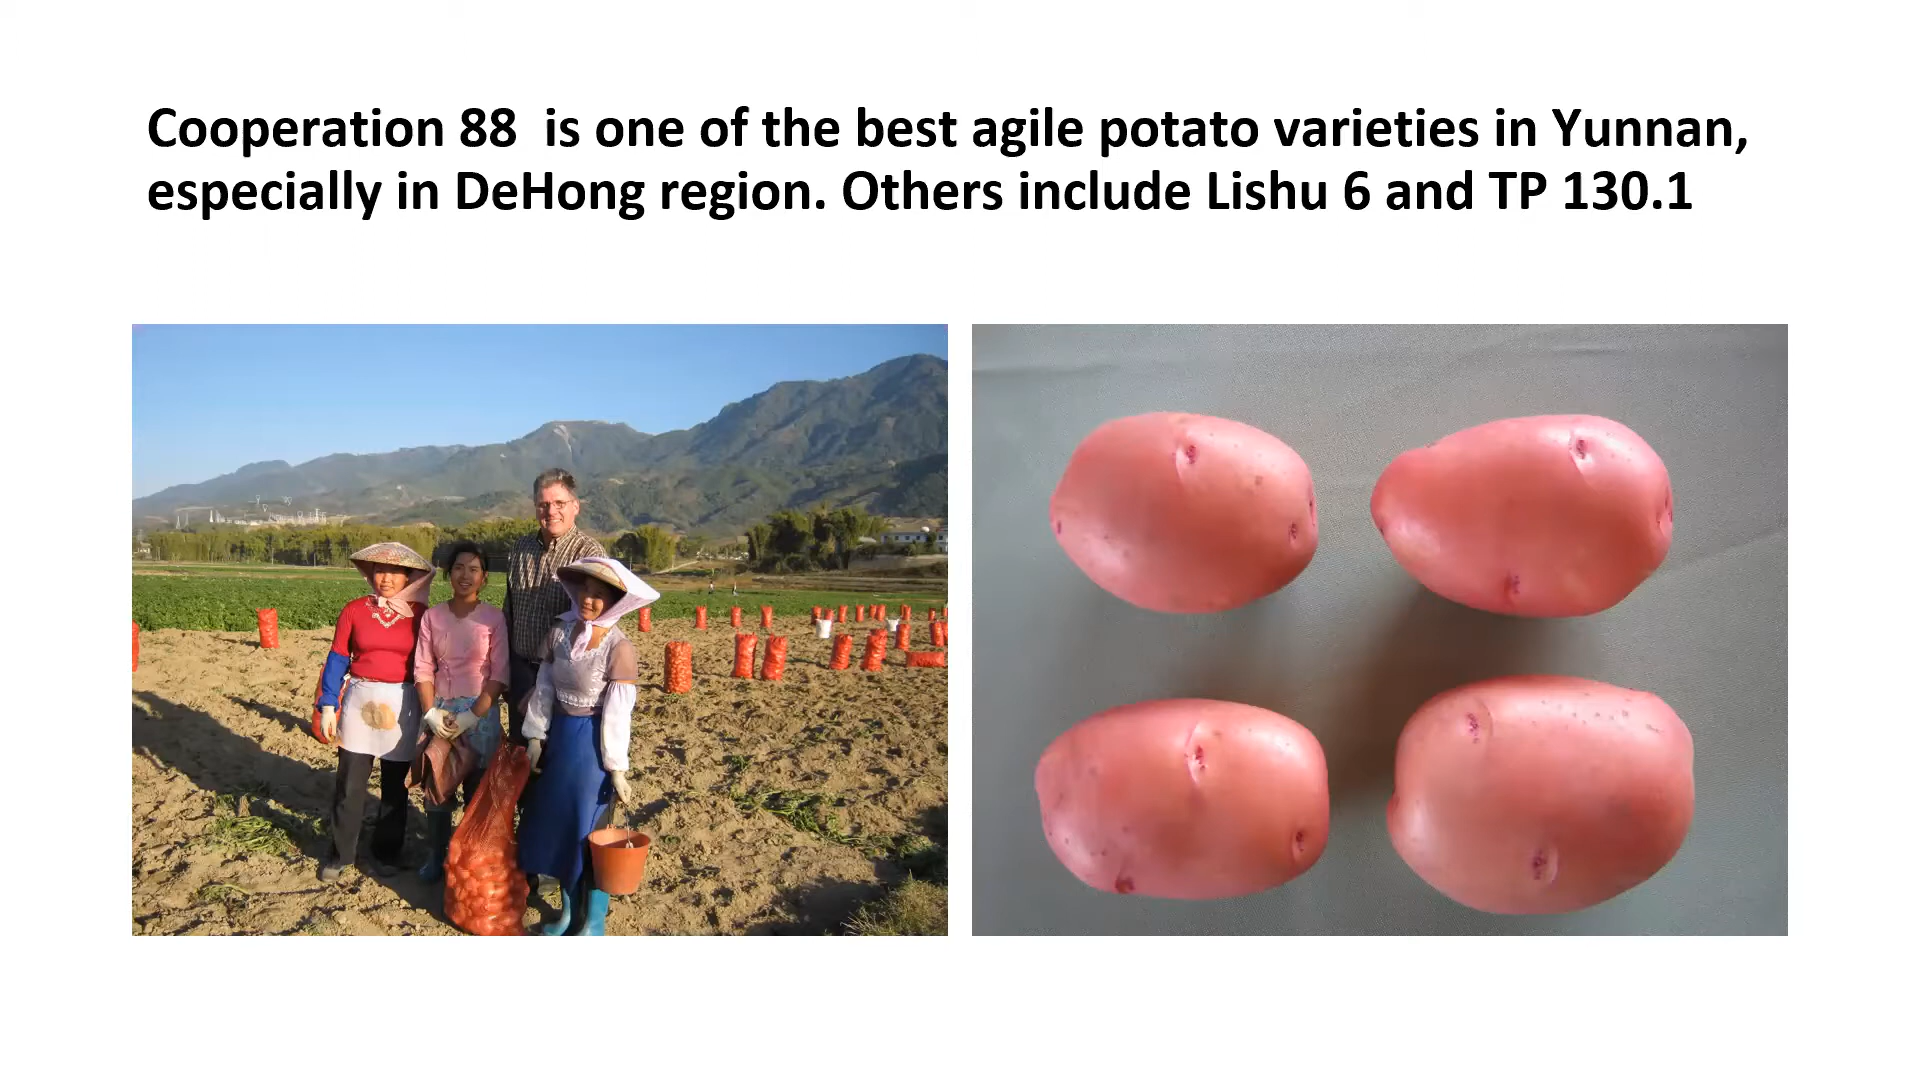 Cooperation 88  is one of the best agile potato varieties in Yunnan,
especially in DeHong region. Others include Lishu 6 and TP 130.1